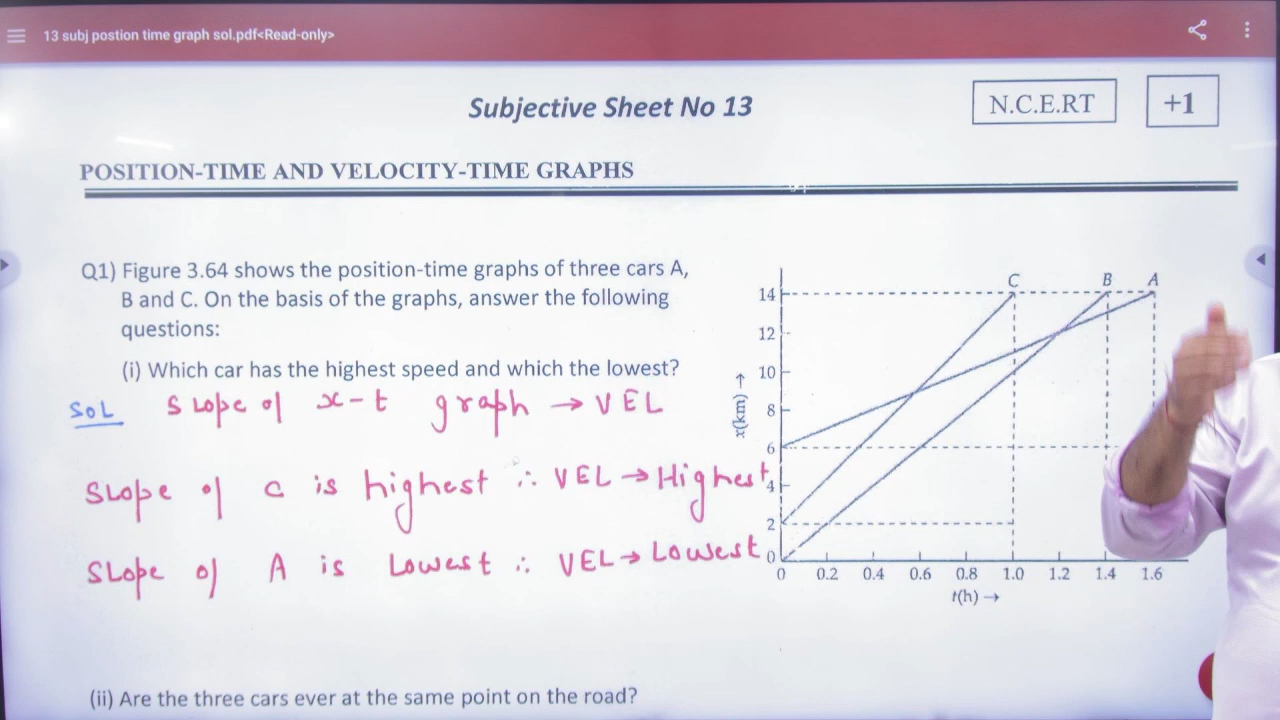 13 subj postion time graph sol.pdf<Read-only>
Subjective Sheet No 13
N.C.E.RT
+1
POSITION-TIME AND VELOCITY-TIME GRAPHS
Q1) Figure 3.64 shows the position-time graphs of three cars A,
B and C. On the basis of the graphs, answer the following
questions:
(i) Which car has the highest speed and which the lowest?
SOL Slope of x-t graph → VEL
Slope of C is highest ∴ VEL → Highest
Slope of A is Lowest ∴ VEL → Lowest
(ii) Are the three cars ever at the same point on the road?
C B A
14
12
10
8
6
4
2
0
x(km) →
0 0.2 0.4 0.6 0.8 1.0 1.2 1.4 1.6
t(h) →